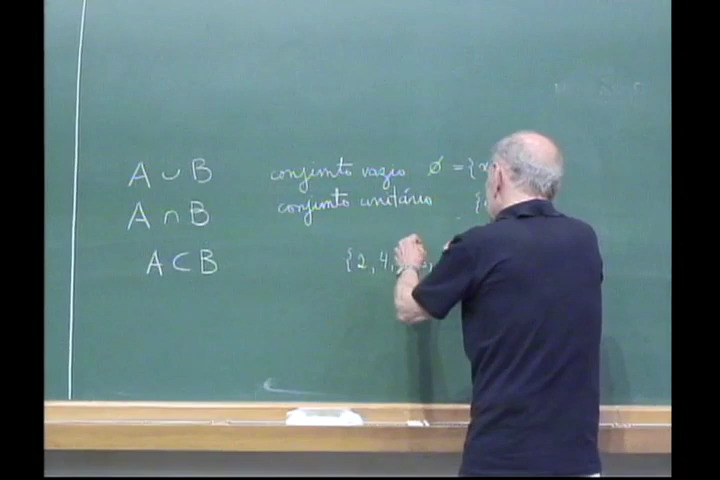 A ∪ B
conjunto vazio ∅ = {x
A ∩ B
conjunto unitário {
A ⊂ B
{2, 4,